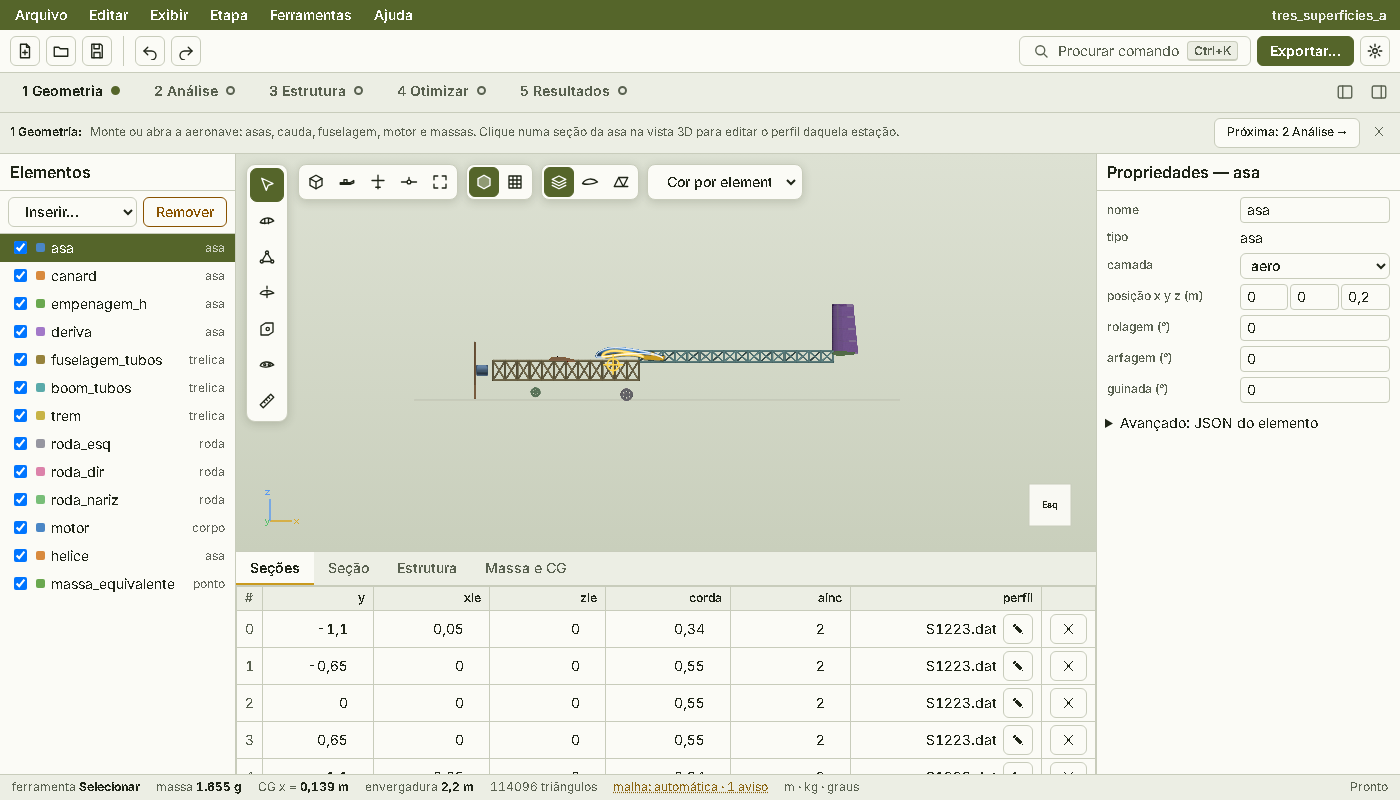 Arquivo Editar Exibir Etapa Ferramentas Ajuda tres_superficies_a
Procurar comando Ctrl+K Exportar...
1 Geometria 2 Análise 3 Estrutura 4 Otimizar 5 Resultados
1 Geometria: Monte ou abra a aeronave: asas, cauda, fuselagem, motor e massas. Clique numa seção da asa na vista 3D para editar o perfil daquela estação. Próxima: 2 Análise →
Elementos
Inserir... Remover
asa asa
canard asa
empenagem_h asa
deriva asa
fuselagem_tubos trelica
boom_tubos trelica
trem trelica
roda_esq roda
roda_dir roda
roda_nariz roda
motor corpo
helice asa
massa_equivalente ponto
Cor por element
z
y x
Esq
Seções Seção Estrutura Massa e CG
# y xle zle corda ainc perfil
0 -1,1 0,05 0 0,34 2 S1223.dat
1 -0,65 0 0 0,55 2 S1223.dat
2 0 0 0 0,55 2 S1223.dat
3 0,65 0 0 0,55 2 S1223.dat
Propriedades — asa
nome asa
tipo asa
camada aero
posição x y z (m) 0 0 0,2
rolagem (°) 0
arfagem (°) 0
guinada (°) 0
Avançado: JSON do elemento
ferramenta Selecionar massa 1.655 g CG x = 0,139 m envergadura 2,2 m 114096 triângulos malha: automática · 1 aviso m · kg · graus Pronto